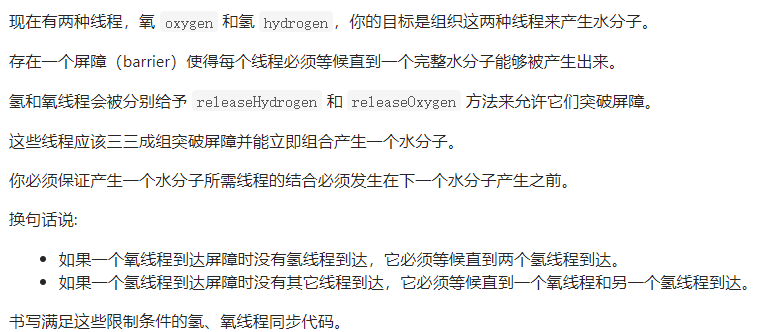 现在有两种线程，氧 oxygen 和氢 hydrogen，你的目标是组织这两种线程来产生水分子。
存在一个屏障（barrier）使得每个线程必须等候直到一个完整水分子能够被产生出来。
氢和氧线程会被分别给予 releaseHydrogen 和 releaseOxygen 方法来允许它们突破屏障。
这些线程应该三三成组突破屏障并能立即组合产生一个水分子。
你必须保证产生一个水分子所需线程的结合必须发生在下一个水分子产生之前。
换句话说:
• 如果一个氧线程到达屏障时没有氢线程到达，它必须等候直到两个氢线程到达。
• 如果一个氢线程到达屏障时没有其它线程到达，它必须等候直到一个氧线程和另一个氢线程到达。
书写满足这些限制条件的氢、氧线程同步代码。